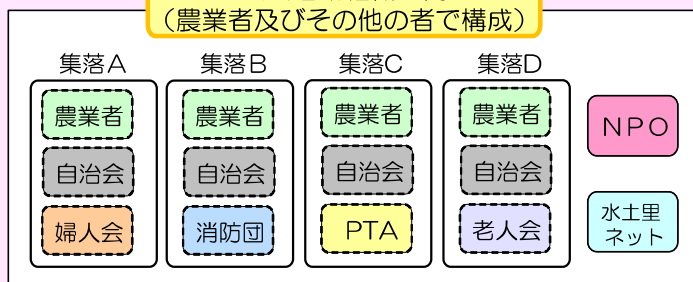 （農業者及びその他の者で構成）
集落A 集落B 集落C 集落D
農業者 農業者 農業者 農業者
NPO
自治会 自治会 自治会 自治会
婦人会 消防団 PTA 老人会
水土里
ネット